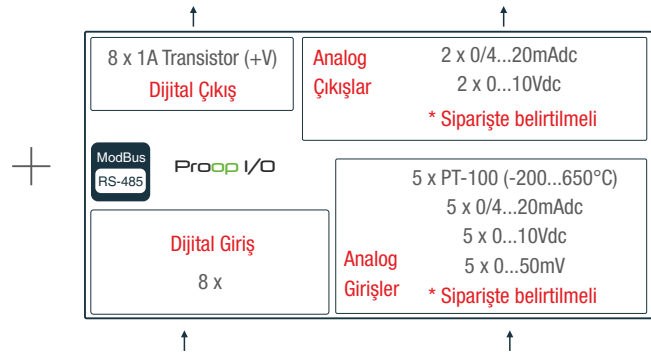 8 x 1A Transistor (+V)
Dijital Çıkış
Analog
Çıkışlar
2 x 0/4...20mAdc
2 x 0...10Vdc
* Siparişte belirtilmeli
ModBus
RS-485
Proop I/O
Dijital Giriş
8 x
Analog
Girişler
5 x PT-100 (-200...650°C)
5 x 0/4...20mAdc
5 x 0...10Vdc
5 x 0...50mV
* Siparişte belirtilmeli